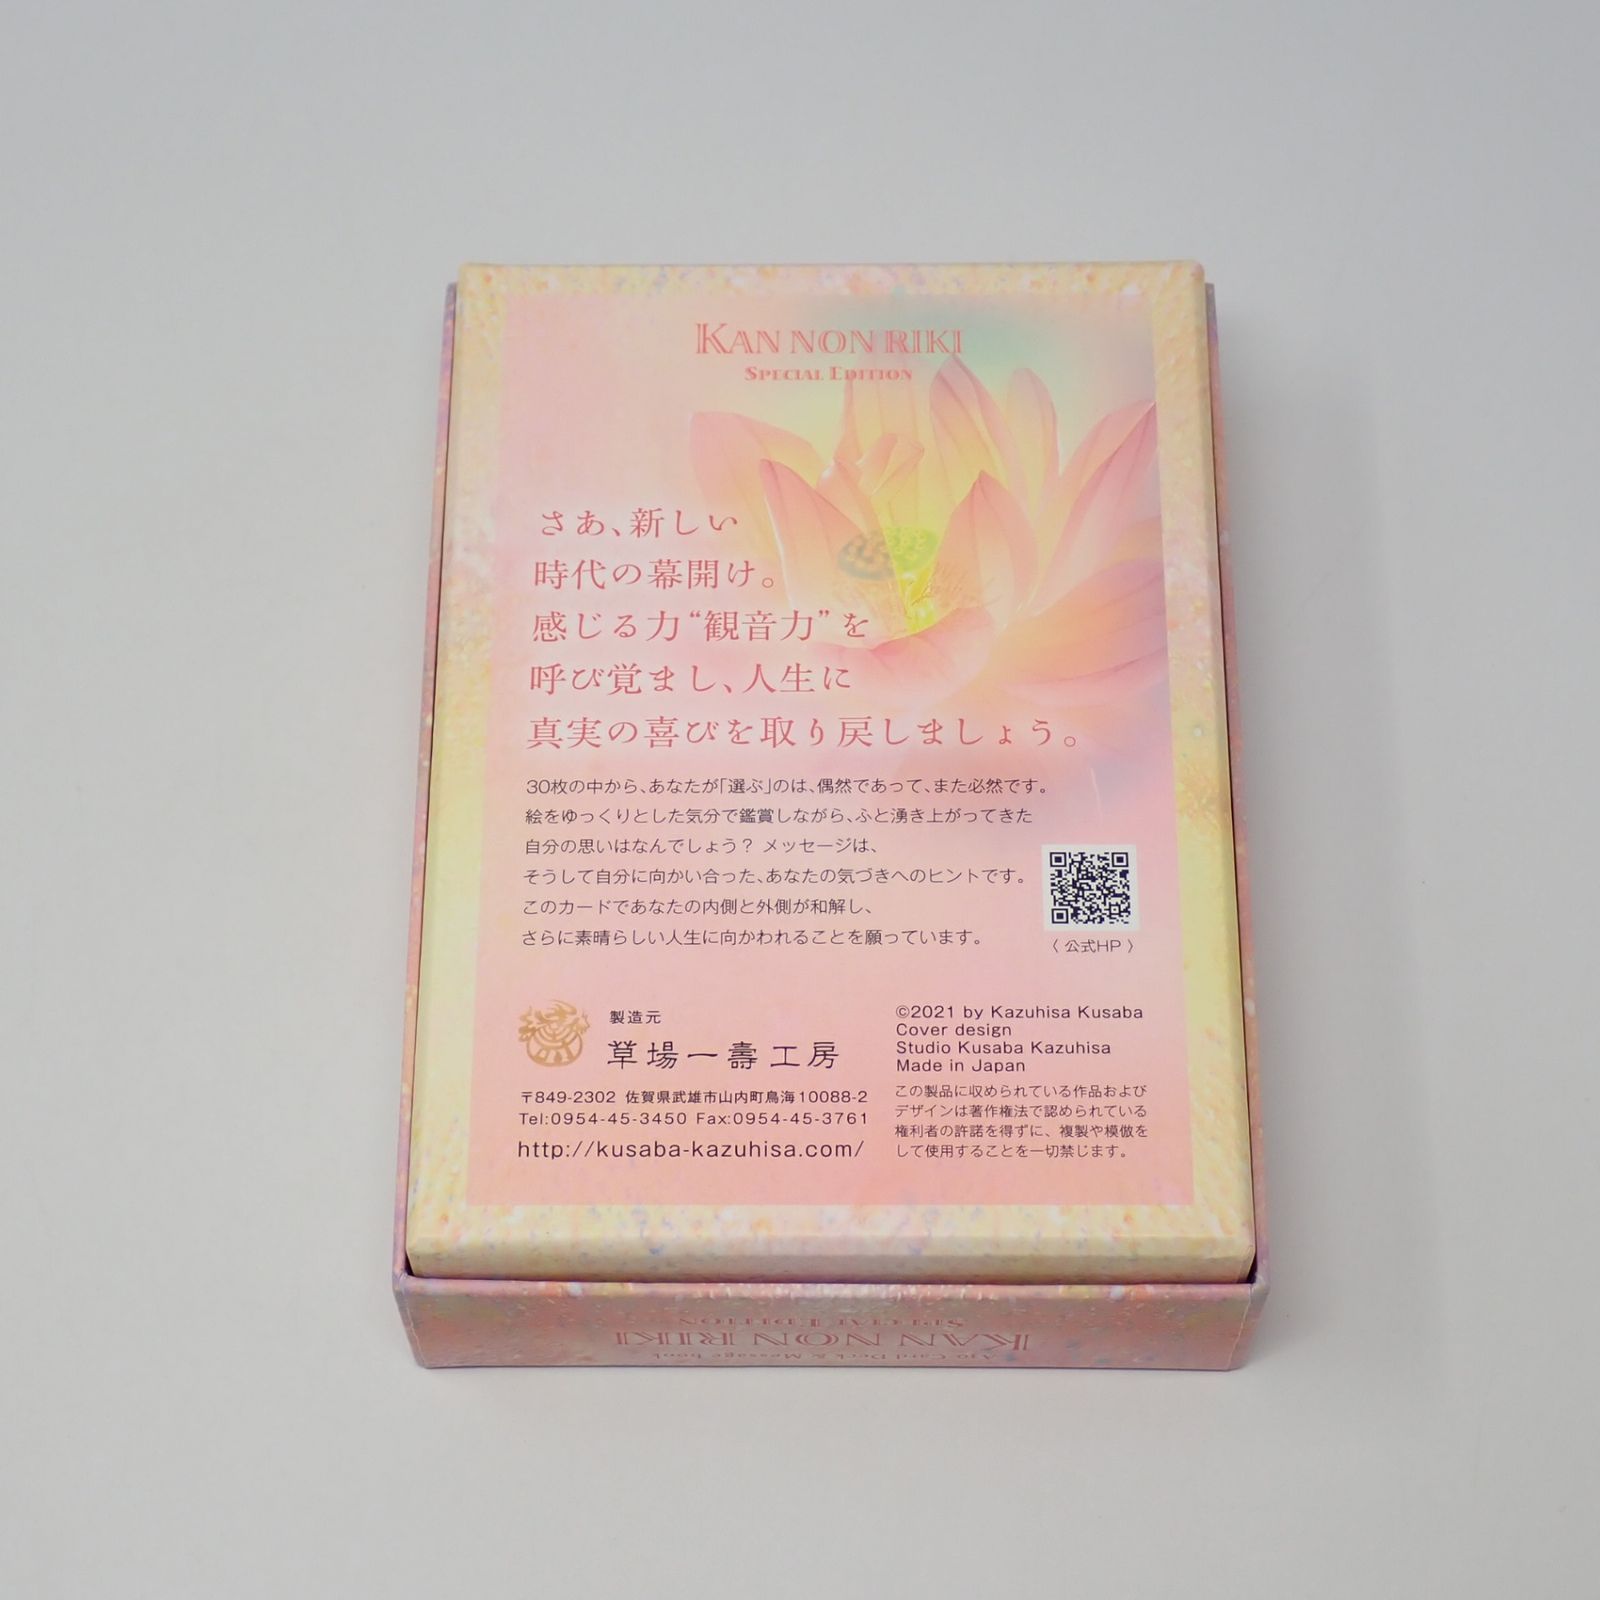 KAN NON RIKI
SPECIAL EDITION
さあ、新しい
時代の幕開け。
感じる力“観音力”を
呼び覚まし、人生に
真実の喜びを取り戻しましょう。
30枚の中から、あなたが「選ぶ」のは、偶然であって、また必然です。
絵をゆっくりとした気分で鑑賞しながら、ふと湧き上がってきた
自分の思いはなんでしょう？ メッセージは、
そうして自分に向かい合った、あなたの気づきへのヒントです。
このカードであなたの内側と外側が和解し、
さらに素晴らしい人生に向かわれることを願っています。
〈 公式HP 〉
製造元
草場一壽工房
〒849-2302 佐賀県武雄市山内町鳥海10088-2
Tel:0954-45-3450 Fax:0954-45-3761
http://kusaba-kazuhisa.com/
©2021 by Kazuhisa Kusaba
Cover design
Studio Kusaba Kazuhisa
Made in Japan
この製品に収められている作品および
デザインは著作権法で認められている
権利者の許諾を得ずに、複製や模倣を
して使用することを一切禁じます。
A30 Card Deck & Message book
KAN NON RIKI
SPECIAL EDITION